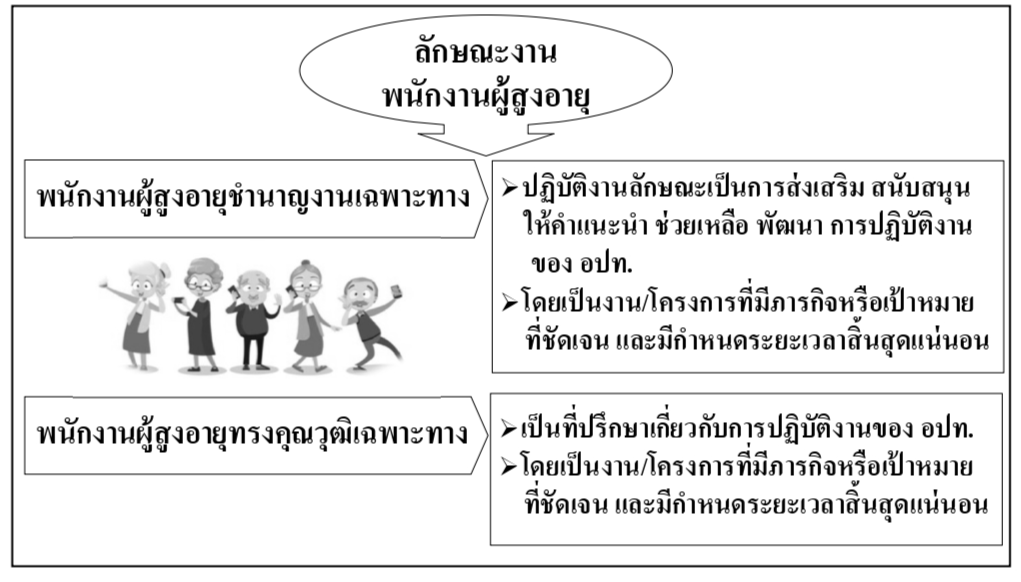 ลักษณะงาน
พนักงานผู้สูงอายุ
พนักงานผู้สูงอายุชำนาญงานเฉพาะทาง
➢ปฏิบัติงานลักษณะเป็นการส่งเสริม สนับสนุน
ให้คำแนะนำ ช่วยเหลือ พัฒนา การปฏิบัติงาน
ของ อปท.
➢โดยเป็นงาน/โครงการที่มีภารกิจหรือเป้าหมาย
ที่ชัดเจน และมีกำหนดระยะเวลาสิ้นสุดแน่นอน
พนักงานผู้สูงอายุทรงคุณวุฒิเฉพาะทาง
➢เป็นที่ปรึกษาเกี่ยวกับการปฏิบัติงานของ อปท.
➢โดยเป็นงาน/โครงการที่มีภารกิจหรือเป้าหมาย
ที่ชัดเจน และมีกำหนดระยะเวลาสิ้นสุดแน่นอน